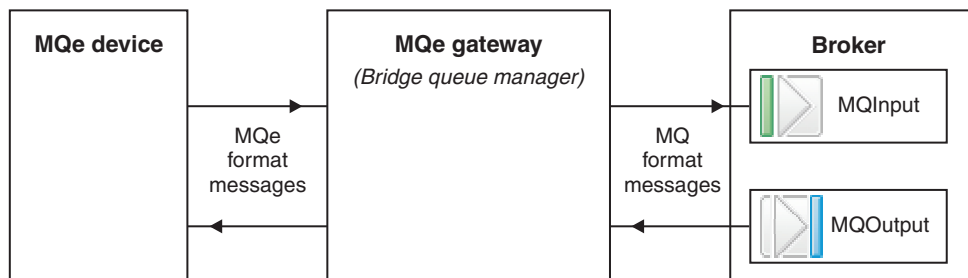 MQe device
MQe gateway
(Bridge queue manager)
Broker
MQInput
MQe
format
messages
MQ
format
messages
MQOutput